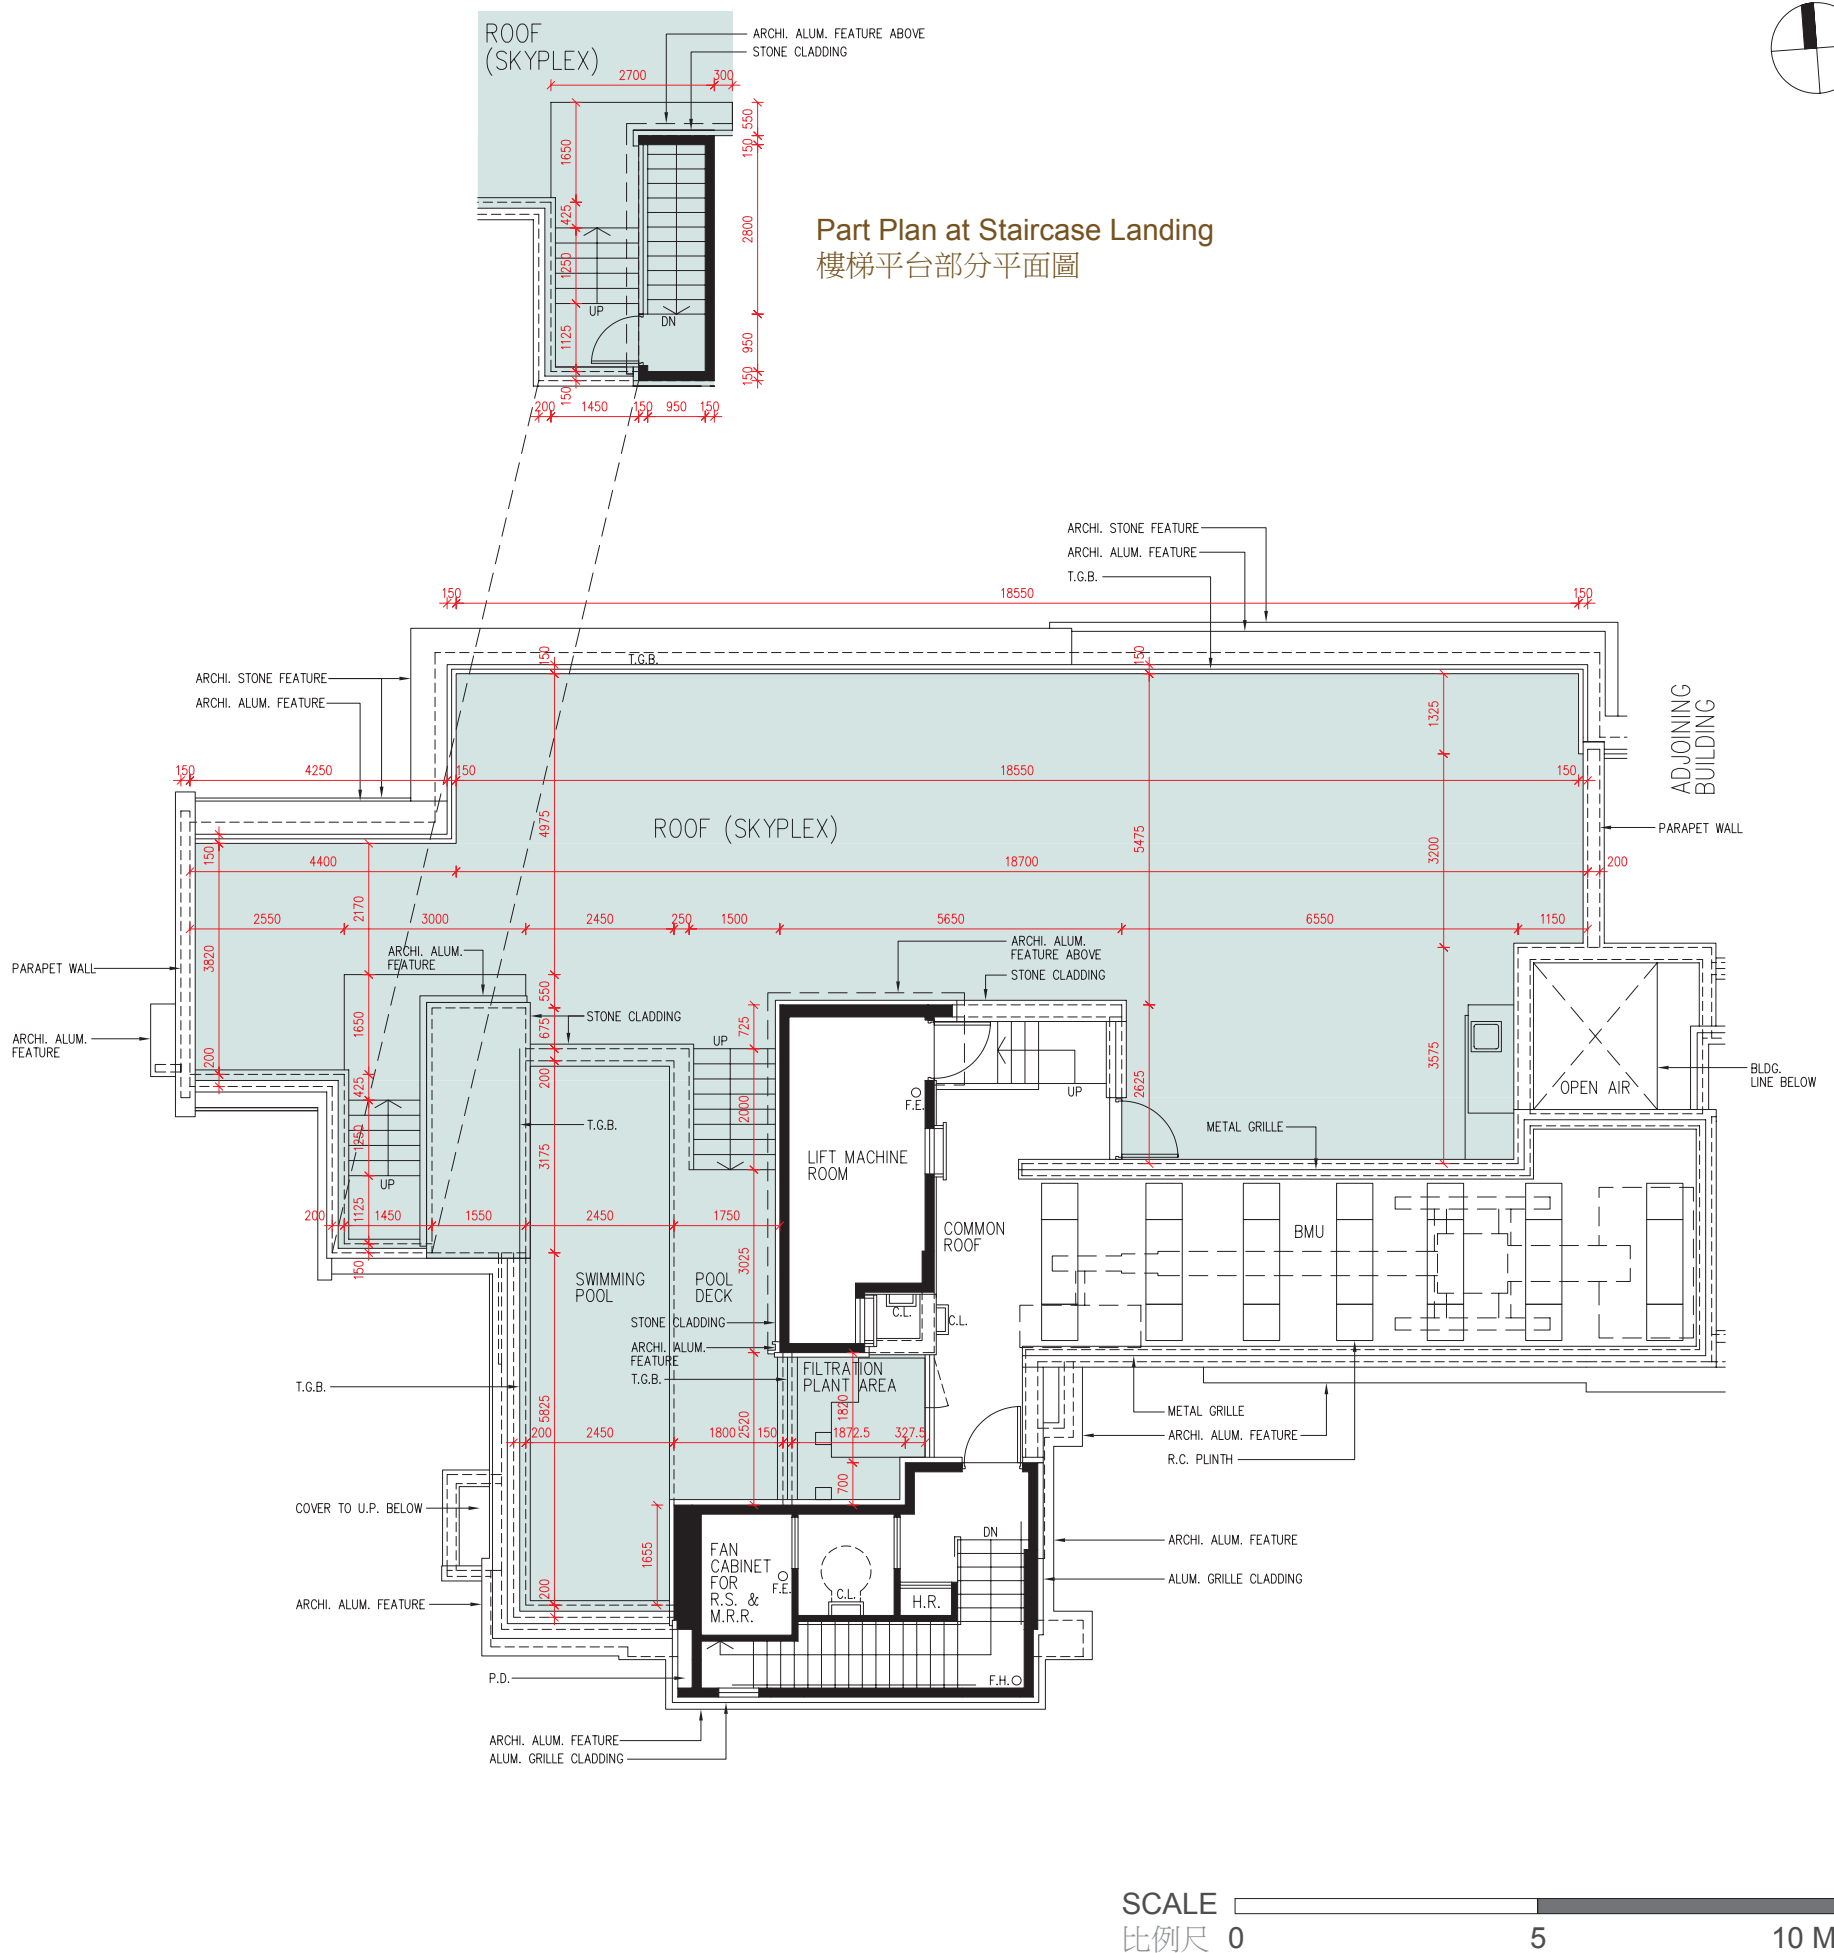 ROOF
(SKYPLEX)
ARCHI. ALUM. FEATURE ABOVE
STONE CLADDING
2700
300
550
150
1650
425
2800
1250
UP
DN
1125
950
150
150
200
1450
150
950
150
Part Plan at Staircase Landing
樓梯平台部分平面圖
ARCHI. STONE FEATURE
ARCHI. ALUM. FEATURE
T.G.B.
150
18550
150
150
T.G.B.
150
ARCHI. STONE FEATURE
ARCHI. ALUM. FEATURE
1325
ADJOINING
BUILDING
150
4250
150
18550
150
4975
5475
ROOF (SKYPLEX)
PARAPET WALL
150
4400
18700
3200
200
2170
2550
3000
2450
250
1500
5650
6550
1150
ARCHI. ALUM.
FEATURE
ARCHI. ALUM.
FEATURE ABOVE
STONE CLADDING
PARAPET WALL
3820
550
STONE CLADDING
675
725
UP
1650
ARCHI. ALUM.
FEATURE
200
200
425
2000
2625
3575
UP
F.E.
OPEN AIR
BLDG.
LINE BELOW
T.G.B.
1250
3175
METAL GRILLE
LIFT MACHINE
ROOM
UP
1125
200
1450
1550
2450
1750
COMMON
ROOF
BMU
150
3025
SWIMMING
POOL
POOL
DECK
STONE CLADDING
C.L.
C.L.
ARCHI. ALUM.
FEATURE
T.G.B.
FILTRATION
PLANT AREA
T.G.B.
5825
2520
1820
METAL GRILLE
ARCHI. ALUM. FEATURE
R.C. PLINTH
200
2450
1800
150
1872.5
327.5
700
COVER TO U.P. BELOW
1655
FAN
CABINET
FOR
R.S. &
M.R.R.
F.E.
C.L.
H.R.
DN
ARCHI. ALUM. FEATURE
ALUM. GRILLE CLADDING
200
ARCHI. ALUM. FEATURE
P.D.
F.H.
ARCHI. ALUM. FEATURE
ALUM. GRILLE CLADDING
SCALE
比例尺 0 5 10 M